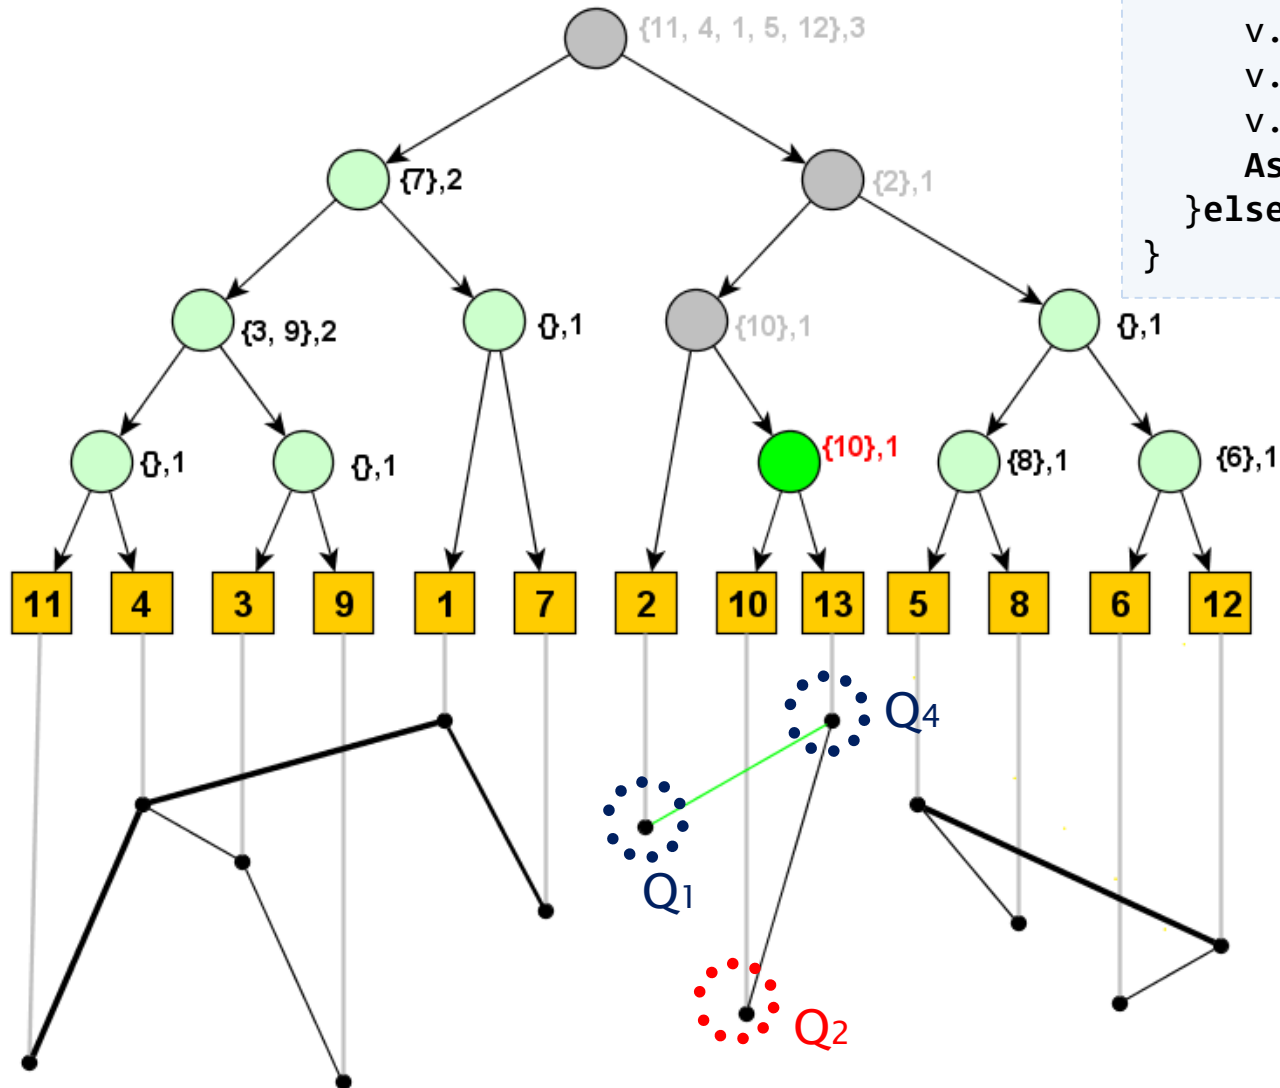 {11, 4, 1, 5, 12},3
v.
v.
v.
As
}else
}
{7},2
{2},1
{3, 9},2
{},1
{10},1
{},1
{},1
{},1
{10},1
{8},1
{6},1
11 4 3 9 1 7 2 10 13 5 8 6 12
Q4
Q1
Q2